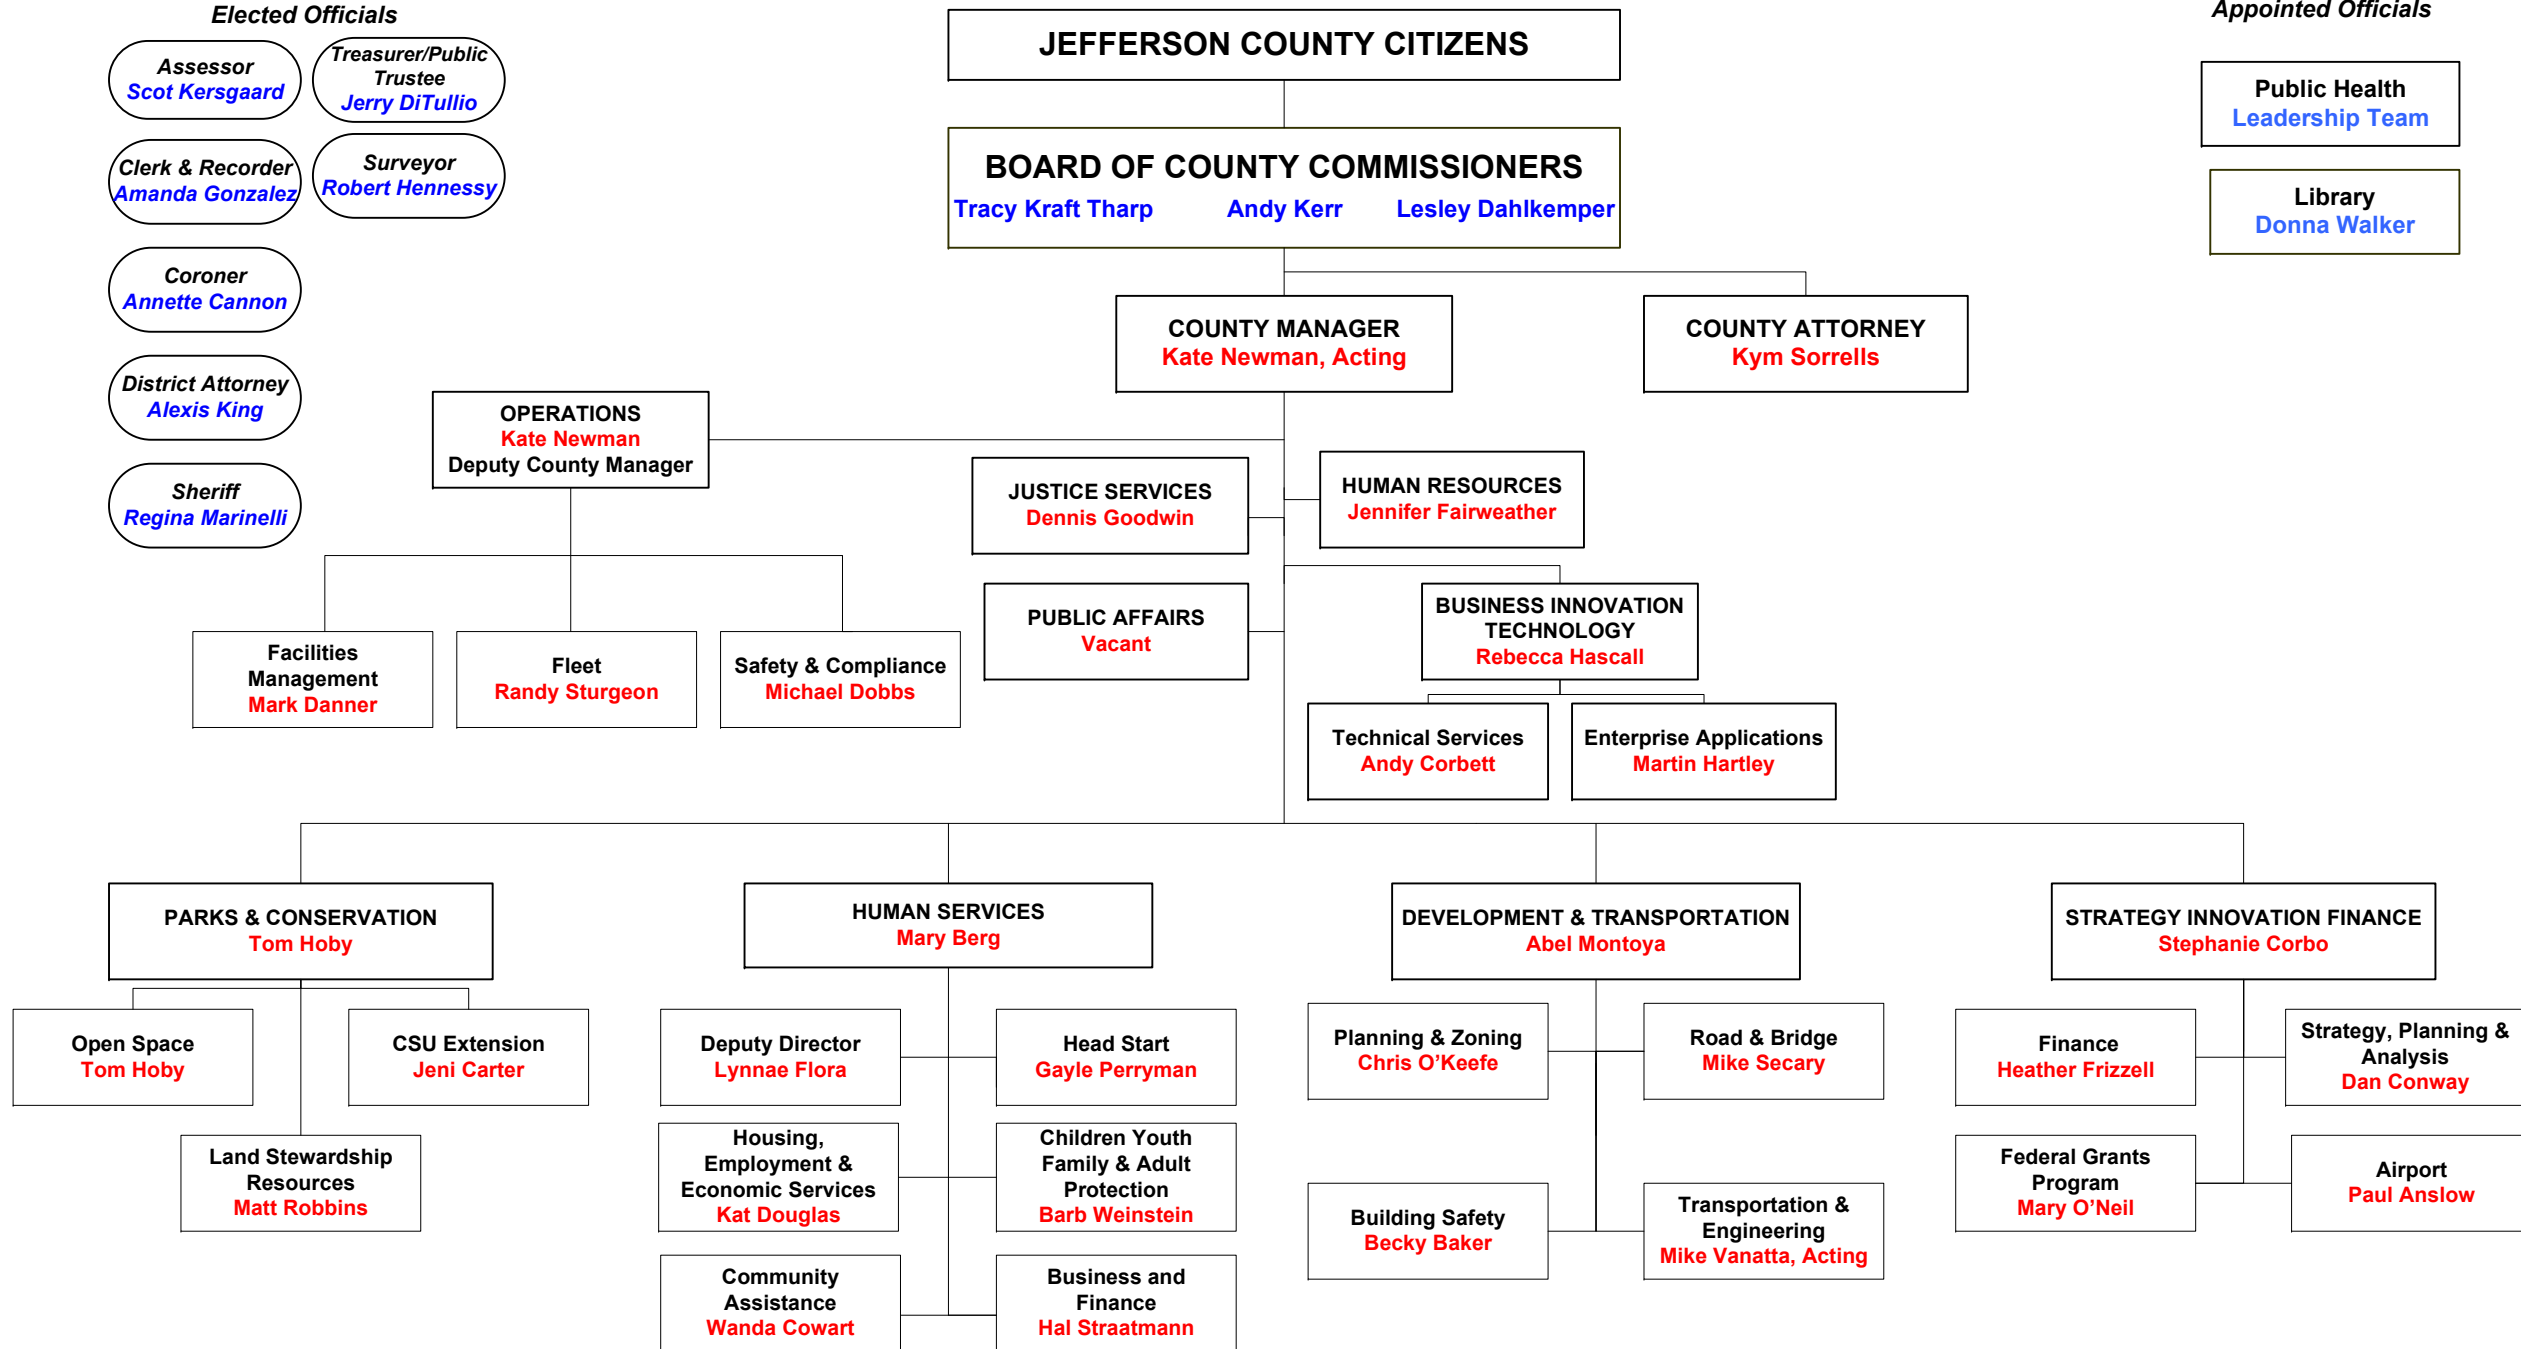 Elected Officials
Assessor
Scot Kersgaard
Treasurer/Public
Trustee
Jerry DiTullio
Clerk & Recorder
Amanda Gonzalez
Surveyor
Robert Hennessy
Coroner
Annette Cannon
District Attorney
Alexis King
Sheriff
Regina Marinelli
JEFFERSON COUNTY CITIZENS
BOARD OF COUNTY COMMISSIONERS
Tracy Kraft Tharp Andy Kerr Lesley Dahlkemper
Appointed Officials
Public Health
Leadership Team
Library
Donna Walker
COUNTY MANAGER
Kate Newman, Acting
COUNTY ATTORNEY
Kym Sorrells
OPERATIONS
Kate Newman
Deputy County Manager
JUSTICE SERVICES
Dennis Goodwin
HUMAN RESOURCES
Jennifer Fairweather
PUBLIC AFFAIRS
Vacant
BUSINESS INNOVATION
TECHNOLOGY
Rebecca Hascall
Facilities
Management
Mark Danner
Fleet
Randy Sturgeon
Safety & Compliance
Michael Dobbs
Technical Services
Andy Corbett
Enterprise Applications
Martin Hartley
PARKS & CONSERVATION
Tom Hoby
HUMAN SERVICES
Mary Berg
DEVELOPMENT & TRANSPORTATION
Abel Montoya
STRATEGY INNOVATION FINANCE
Stephanie Corbo
Open Space
Tom Hoby
CSU Extension
Jeni Carter
Land Stewardship
Resources
Matt Robbins
Deputy Director
Lynnae Flora
Head Start
Gayle Perryman
Housing,
Employment &
Economic Services
Kat Douglas
Children Youth
Family & Adult
Protection
Barb Weinstein
Community
Assistance
Wanda Cowart
Business and
Finance
Hal Straatmann
Planning & Zoning
Chris O’Keefe
Road & Bridge
Mike Secary
Building Safety
Becky Baker
Transportation &
Engineering
Mike Vanatta, Acting
Finance
Heather Frizzell
Strategy, Planning &
Analysis
Dan Conway
Federal Grants
Program
Mary O’Neil
Airport
Paul Anslow